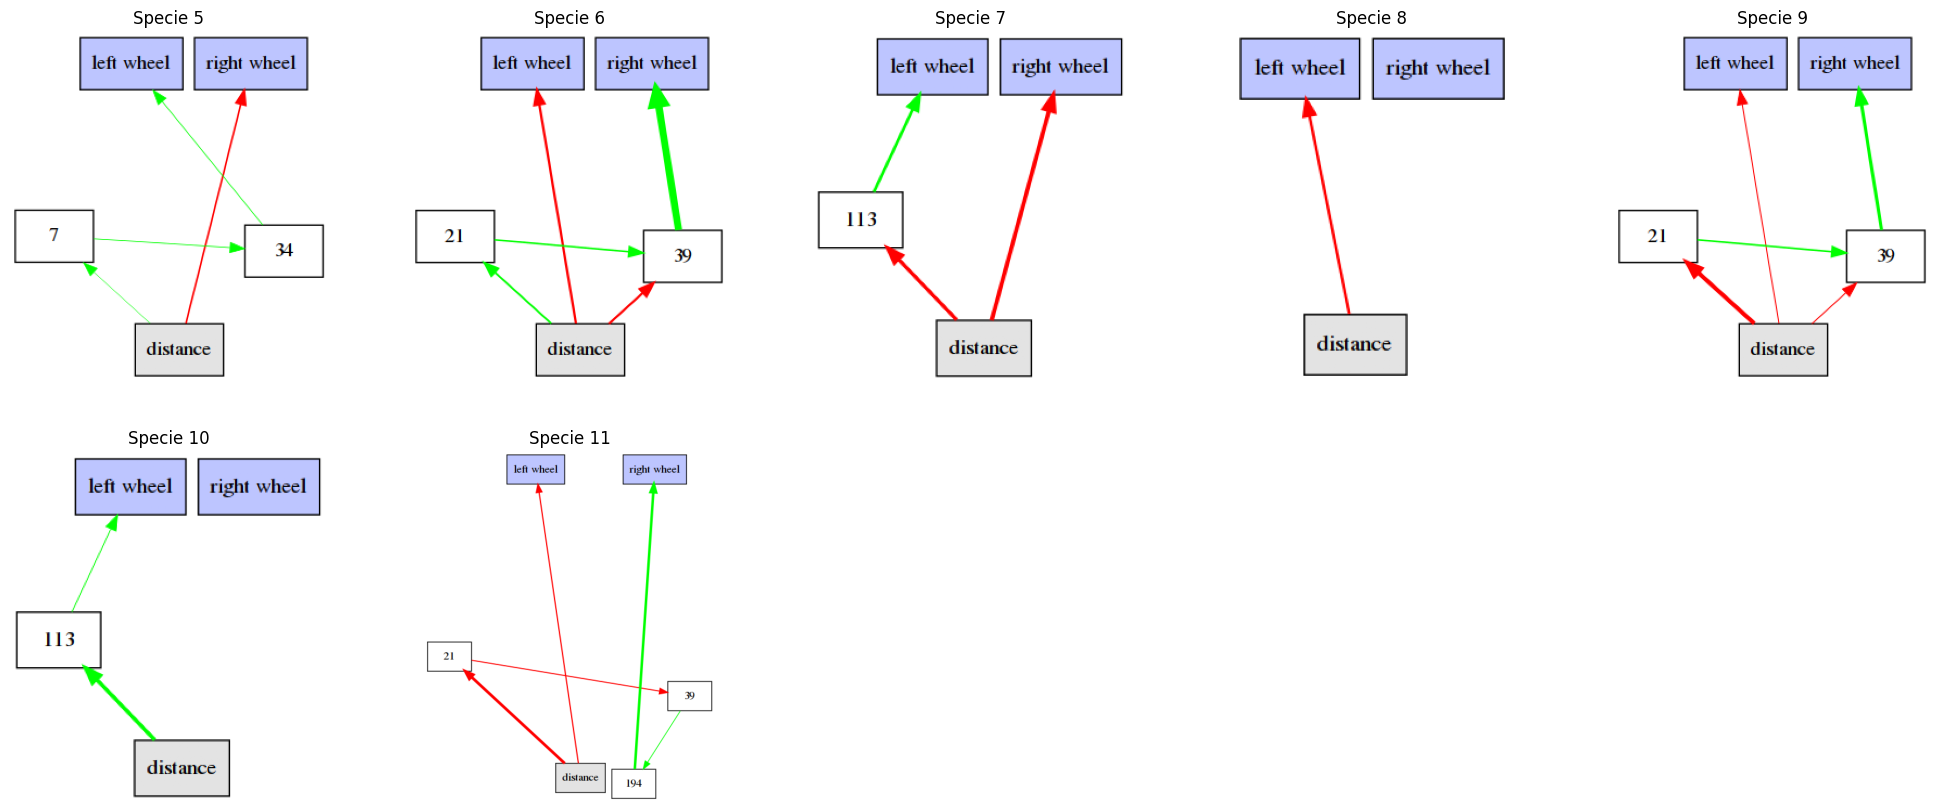 Specie 5
left wheel
right wheel
7
34
distance
Specie 6
left wheel
right wheel
21
39
distance
Specie 7
left wheel
right wheel
113
distance
Specie 8
left wheel
right wheel
distance
Specie 9
left wheel
right wheel
21
39
distance
Specie 10
left wheel
right wheel
113
distance
Specie 11
left wheel
right wheel
21
39
distance
194